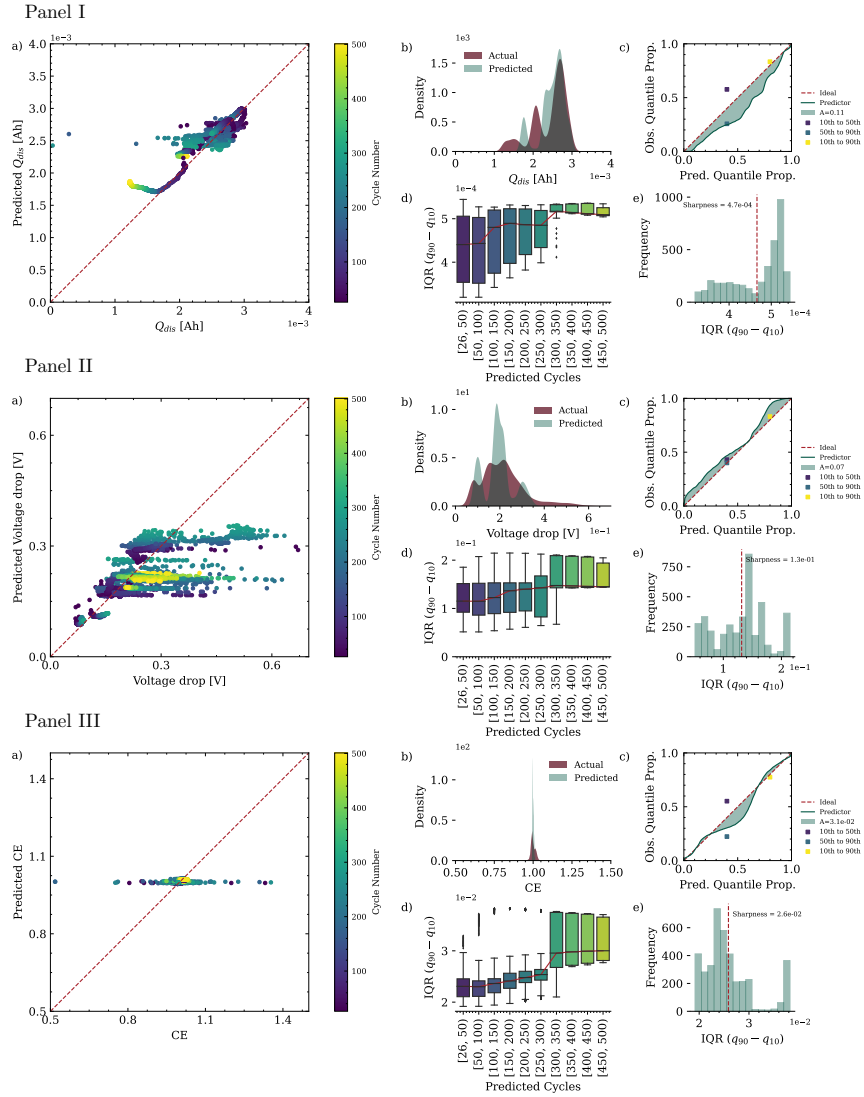 Panel I
a)
1e−3
4.0
3.0
2.0
1.0
0.0
0
1
2
3
4
1e−3
Predicted Q_dis [Ah]
Q_dis [Ah]
500
400
300
200
100
Cycle Number
b)
1e3
Actual
Predicted
1.5
1.0
0.5
0.0
Density
0
1
2
3
4
Q_dis [Ah]
1e−3
c)
1.00
0.75
0.50
0.25
0.00
Obs. Quantile Prop.
0.0
0.5
1.0
Pred. Quantile Prop.
Ideal
Predictor
A=0.11
10th to 50th
50th to 90th
10th to 90th
d)
1e−4
5
4
IQR (q90 − q10)
[26, 50)
[50, 100)
[100, 150)
[150, 200)
[200, 250)
[250, 300)
[300, 350)
[350, 400)
[400, 450)
[450, 500)
Predicted Cycles
e)
Sharpness = 4.7e-04
1000
500
0
Frequency
4
5
1e−4
IQR (q90 − q10)
Panel II
a)
0.6
0.3
0.0
Predicted Voltage drop [V]
0.0
0.3
0.6
Voltage drop [V]
500
400
300
200
100
Cycle Number
b)
1e1
Actual
Predicted
1.0
0.5
0.0
Density
0
2
4
6
1e−1
Voltage drop [V]
c)
1.00
0.75
0.50
0.25
0.00
Obs. Quantile Prop.
0.0
0.5
1.0
Pred. Quantile Prop.
Ideal
Predictor
A=0.07
10th to 50th
50th to 90th
10th to 90th
d)
1e−1
2
1
0
IQR (q90 − q10)
[26, 50)
[50, 100)
[100, 150)
[150, 200)
[200, 250)
[250, 300)
[300, 350)
[350, 400)
[400, 450)
[450, 500)
Predicted Cycles
e)
Sharpness = 1.3e-01
750
500
250
0
Frequency
1
2
1e−1
IQR (q90 − q10)
Panel III
a)
1.5
1.1
0.8
0.5
Predicted CE
0.5
0.8
1.1
1.4
CE
500
400
300
200
100
Cycle Number
b)
1e2
Actual
Predicted
1.0
0.5
0.0
Density
0.50
0.75
1.00
1.25
1.50
CE
c)
1.00
0.75
0.50
0.25
0.00
Obs. Quantile Prop.
0.0
0.5
1.0
Pred. Quantile Prop.
Ideal
Predictor
A=3.1e-02
10th to 50th
50th to 90th
10th to 90th
d)
1e−2
3
2
IQR (q90 − q10)
[26, 50)
[50, 100)
[100, 150)
[150, 200)
[200, 250)
[250, 300)
[300, 350)
[350, 400)
[400, 450)
[450, 500)
Predicted Cycles
e)
Sharpness = 2.6e-02
600
400
200
0
Frequency
2
3
1e−2
IQR (q90 − q10)